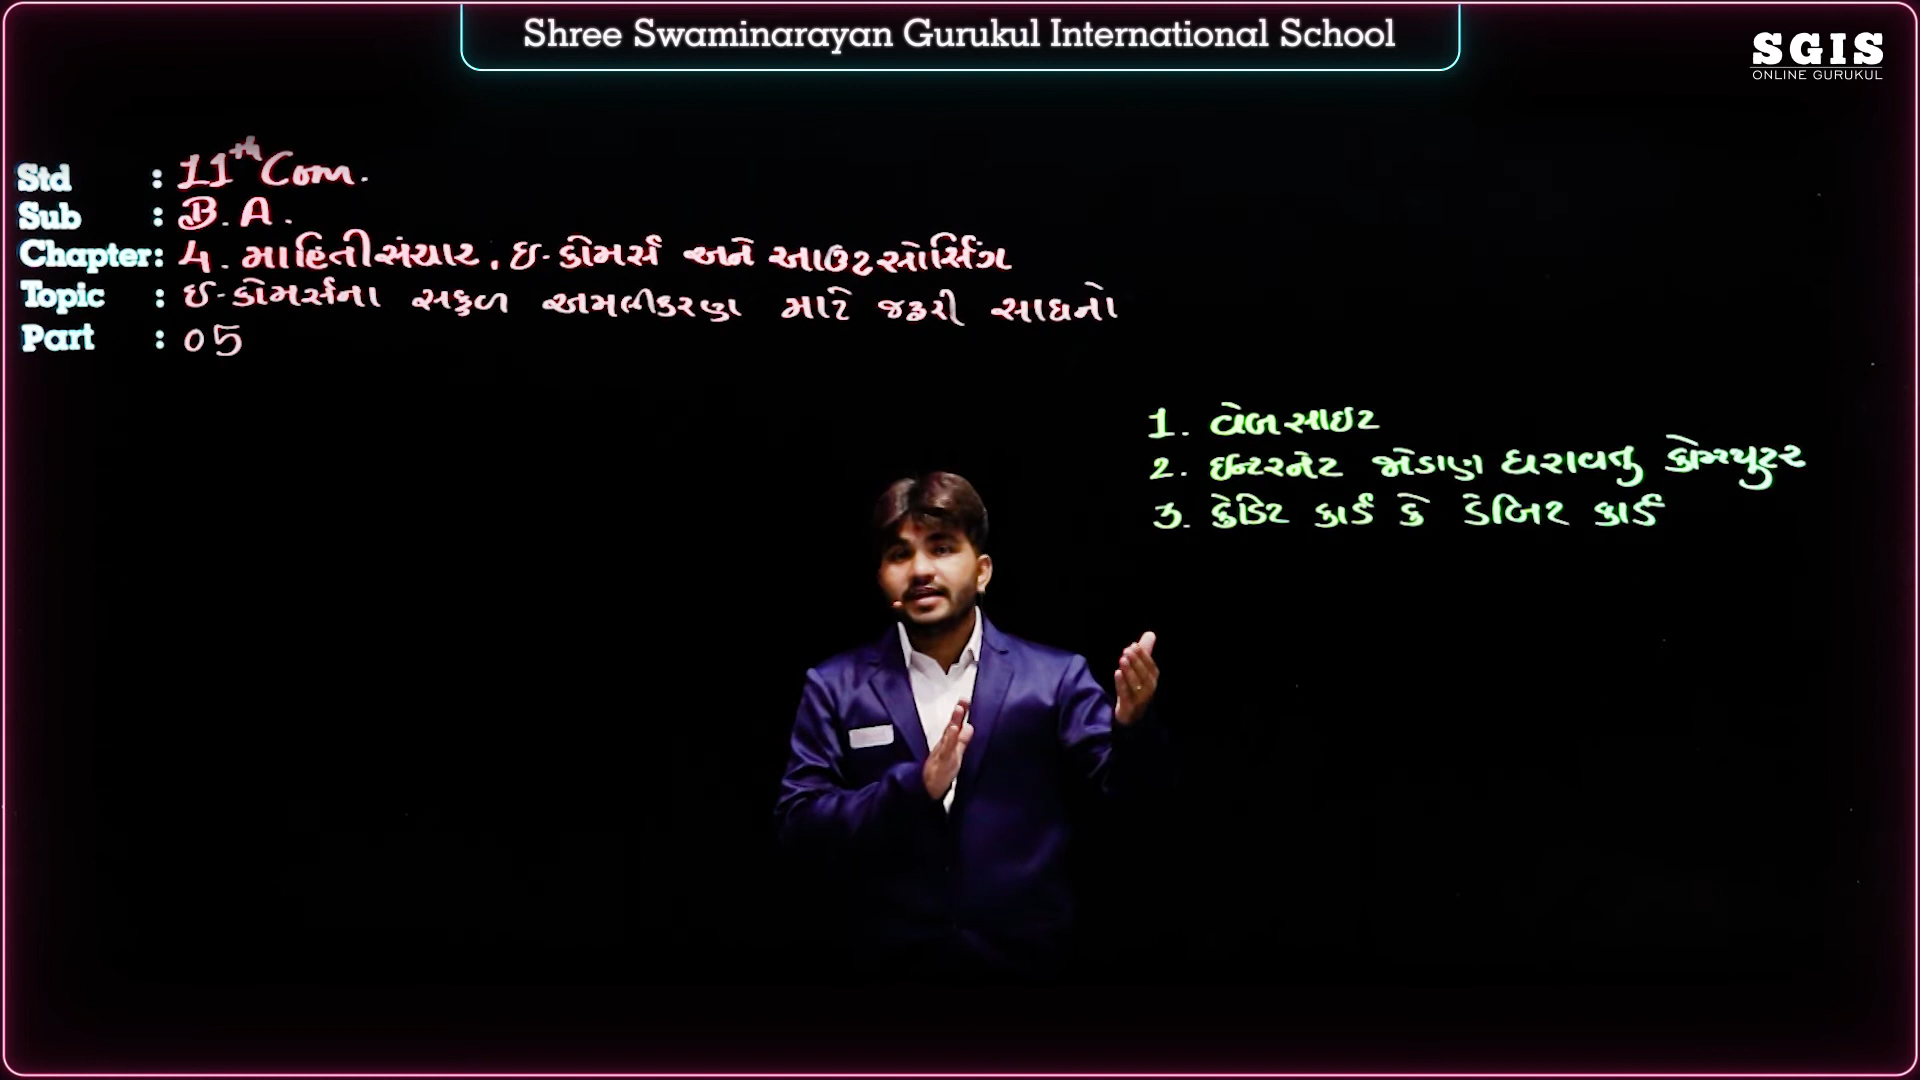 Shree Swaminarayan Gurukul International School
SGIS
ONLINE GURUKUL
Std : 11th Com.
Sub : B.A.
Chapter: 4. માહિતીસંચાર, ઇ-કોમર્સ અને આઉટસોર્સિંગ
Topic : ઈ-કોમર્સના સફળ અમલીકરણ માટે જરૂરી સાધનો
Part : 05
1. વેબસાઇટ
2. ઇન્ટરનેટ જોડાણ ધરાવતુ કોમ્પ્યુટર
3. ક્રેડિટ કાર્ડ કે ડેબિટ કાર્ડ